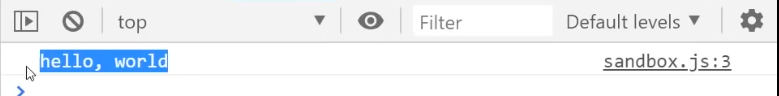 top Filter Default levels
hello, world sandbox.js:3